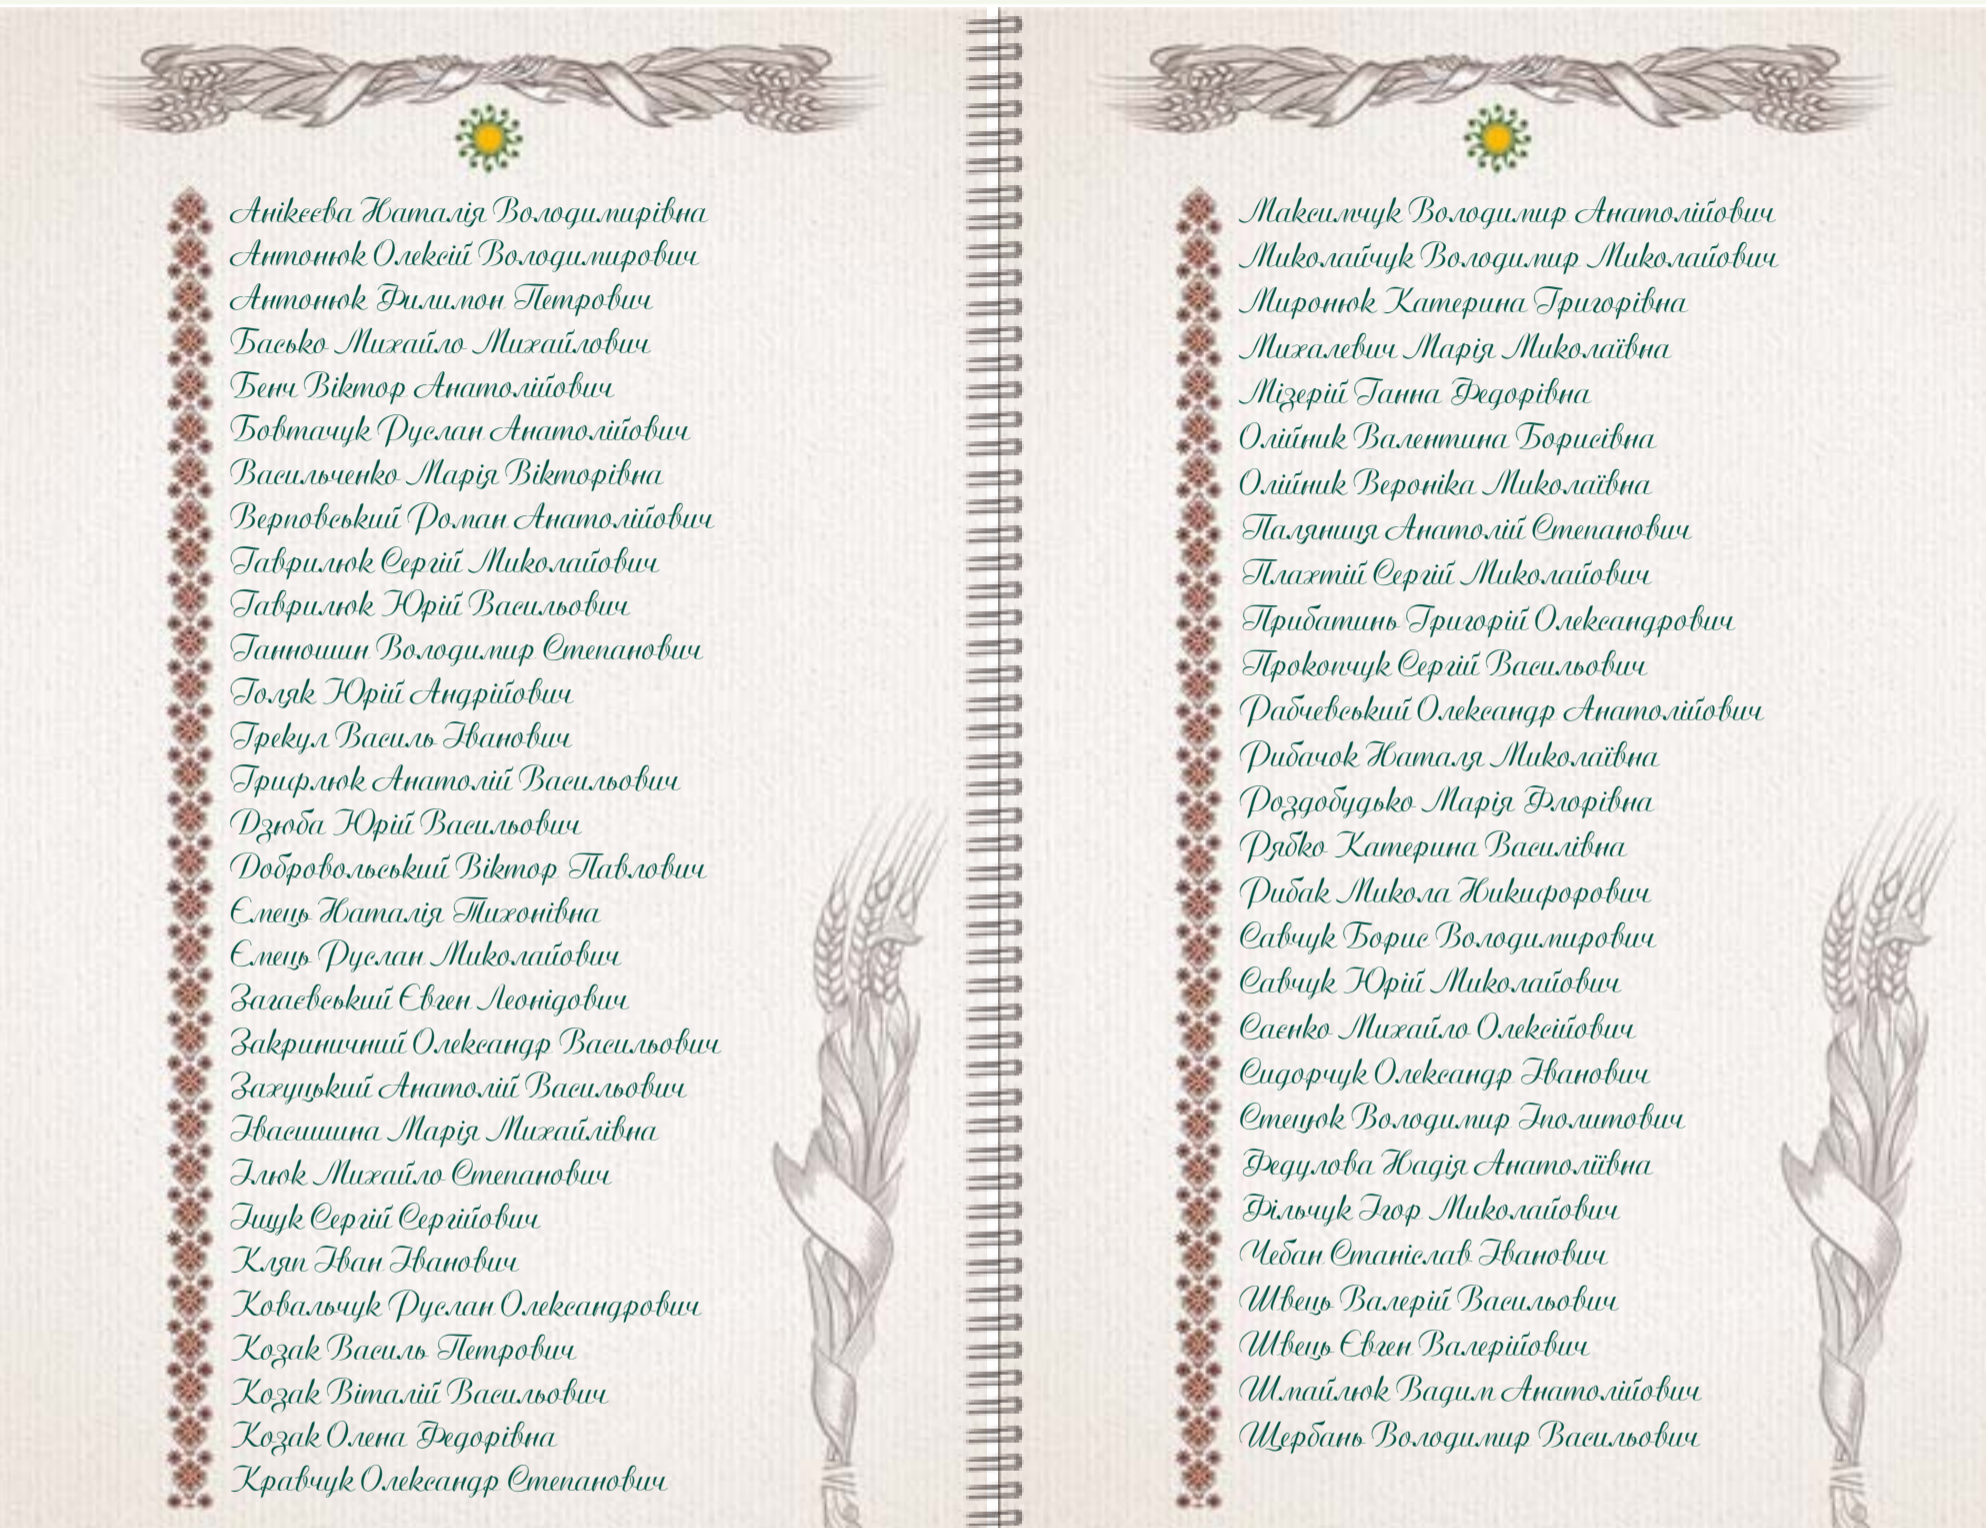 Анікеєва Наталія Володимирівна
Антонюк Олексій Володимирович
Антонюк Филимон Петрович
Басько Михайло Михайлович
Бенч Віктор Анатолійович
Бовтачук Руслан Анатолійович
Васильченко Марія Вікторівна
Верповський Роман Анатолійович
Гаврилюк Сергій Миколайович
Гаврилюк Юрій Васильович
Ганношин Володимир Степанович
Голяк Юрій Андрійович
Грекул Василь Іванович
Грифлюк Анатолій Васильович
Дзюба Юрій Васильович
Добровольський Віктор Павлович
Ємець Наталія Тихонівна
Ємець Руслан Миколайович
Загаєвський Євген Леонідович
Закриничний Олександр Васильович
Захуцький Анатолій Васильович
Івасишина Марія Михайлівна
Ілюк Михайло Степанович
Іщук Сергій Сергійович
Кляп Іван Іванович
Ковальчук Руслан Олександрович
Козак Василь Петрович
Козак Віталій Васильович
Козак Олена Федорівна
Кравчук Олександр Степанович
Максимчук Володимир Анатолійович
Миколайчук Володимир Миколайович
Миронюк Катерина Григорівна
Михалевич Марія Миколаївна
Мізерій Ганна Федорівна
Олійник Валентина Борисівна
Олійник Вероніка Миколаївна
Паляниця Анатолій Степанович
Плахтій Сергій Миколайович
Прибатинь Григорій Олександрович
Прокопчук Сергій Васильович
Рабчевський Олександр Анатолійович
Рибачок Наталя Миколаївна
Роздобудько Марія Флорівна
Рябко Катерина Василівна
Рибак Микола Никифорович
Савчук Борис Володимирович
Савчук Юрій Миколайович
Саєнко Михайло Олексійович
Сидорчук Олександр Іванович
Стецюк Володимир Іполитович
Федулова Надія Анатоліївна
Фільчук Ігор Миколайович
Чебан Станіслав Іванович
Швець Валерій Васильович
Швець Євген Валерійович
Шмайлюк Вадим Анатолійович
Щербань Володимир Васильович